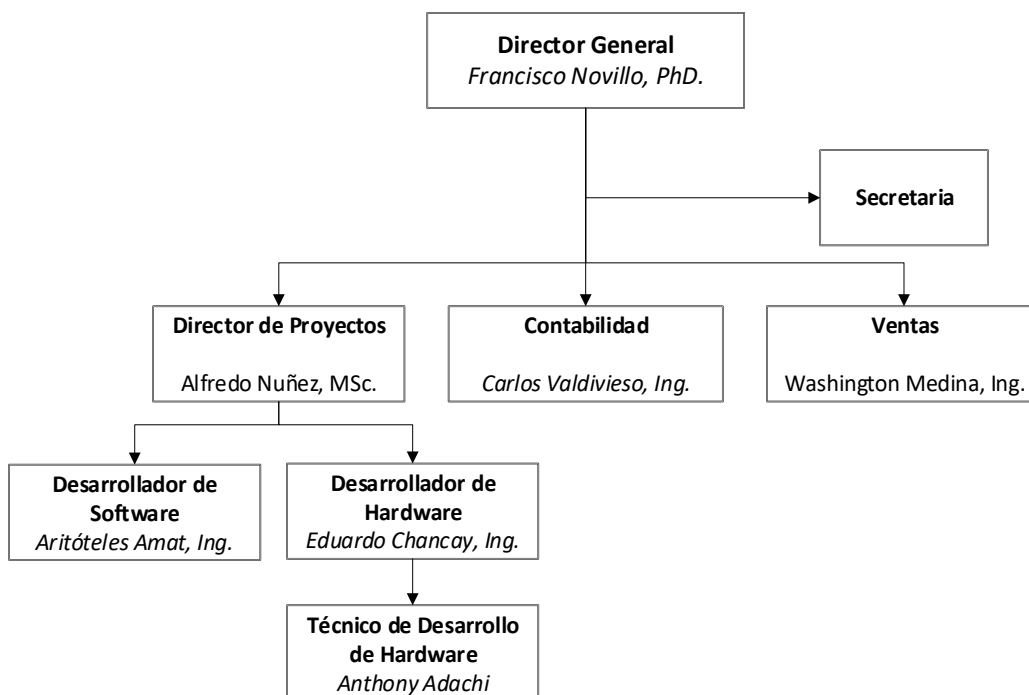 Director General
Francisco Novillo, PhD.
Secretaria
Director de Proyectos
Alfredo Nuñez, MSc.
Contabilidad
Carlos Valdivieso, Ing.
Ventas
Washington Medina, Ing.
Desarrollador de
Software
Aritóteles Amat, Ing.
Desarrollador de
Hardware
Eduardo Chancay, Ing.
Técnico de Desarrollo
de Hardware
Anthony Adachi